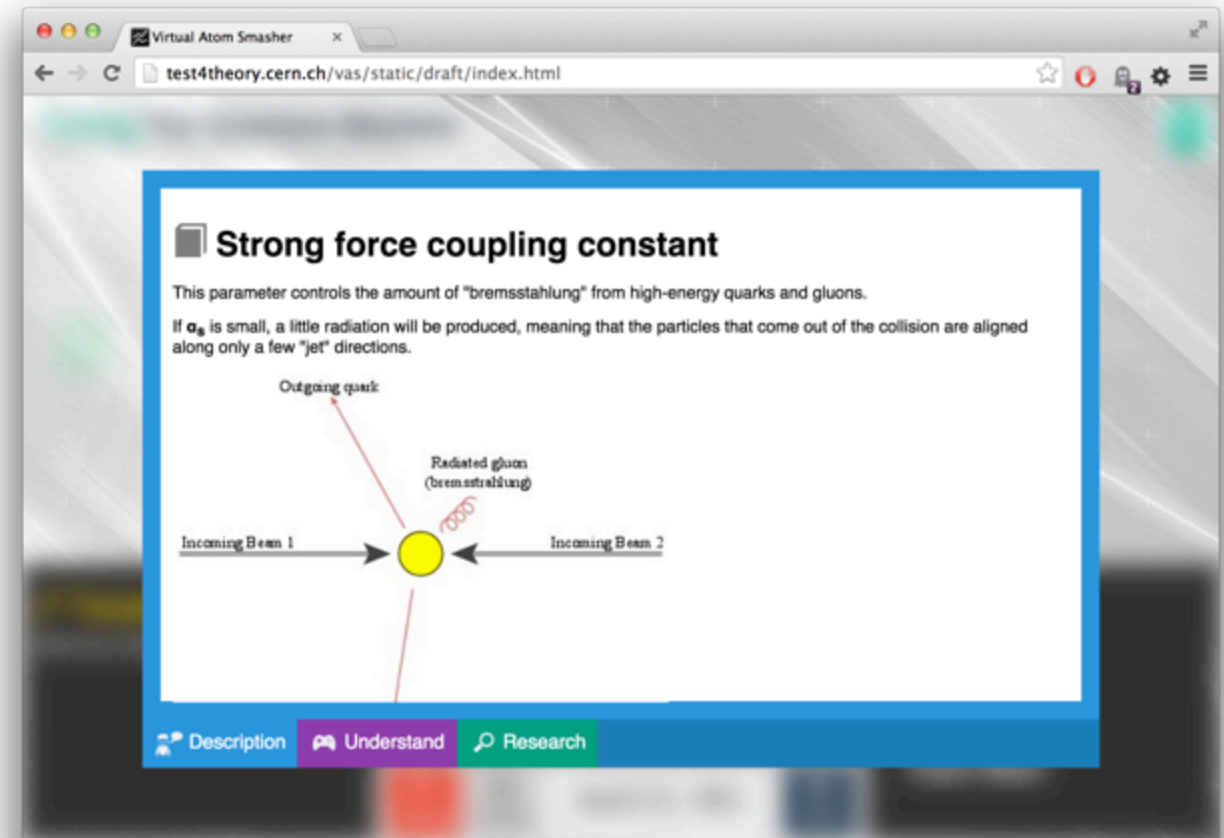 Virtual Atom Smasher
test4theory.cern.ch/vas/static/draft/index.html
2
Strong force coupling constant
This parameter controls the amount of "bremsstahlung" from high-energy quarks and gluons.
If αs is small, a little radiation will be produced, meaning that the particles that come out of the collision are aligned
along only a few "jet" directions.
Outgoing quark
Radiated gluon
(bremsstrahlung)
Incoming Beam 1
Incoming Beam 2
Description
Understand
Research